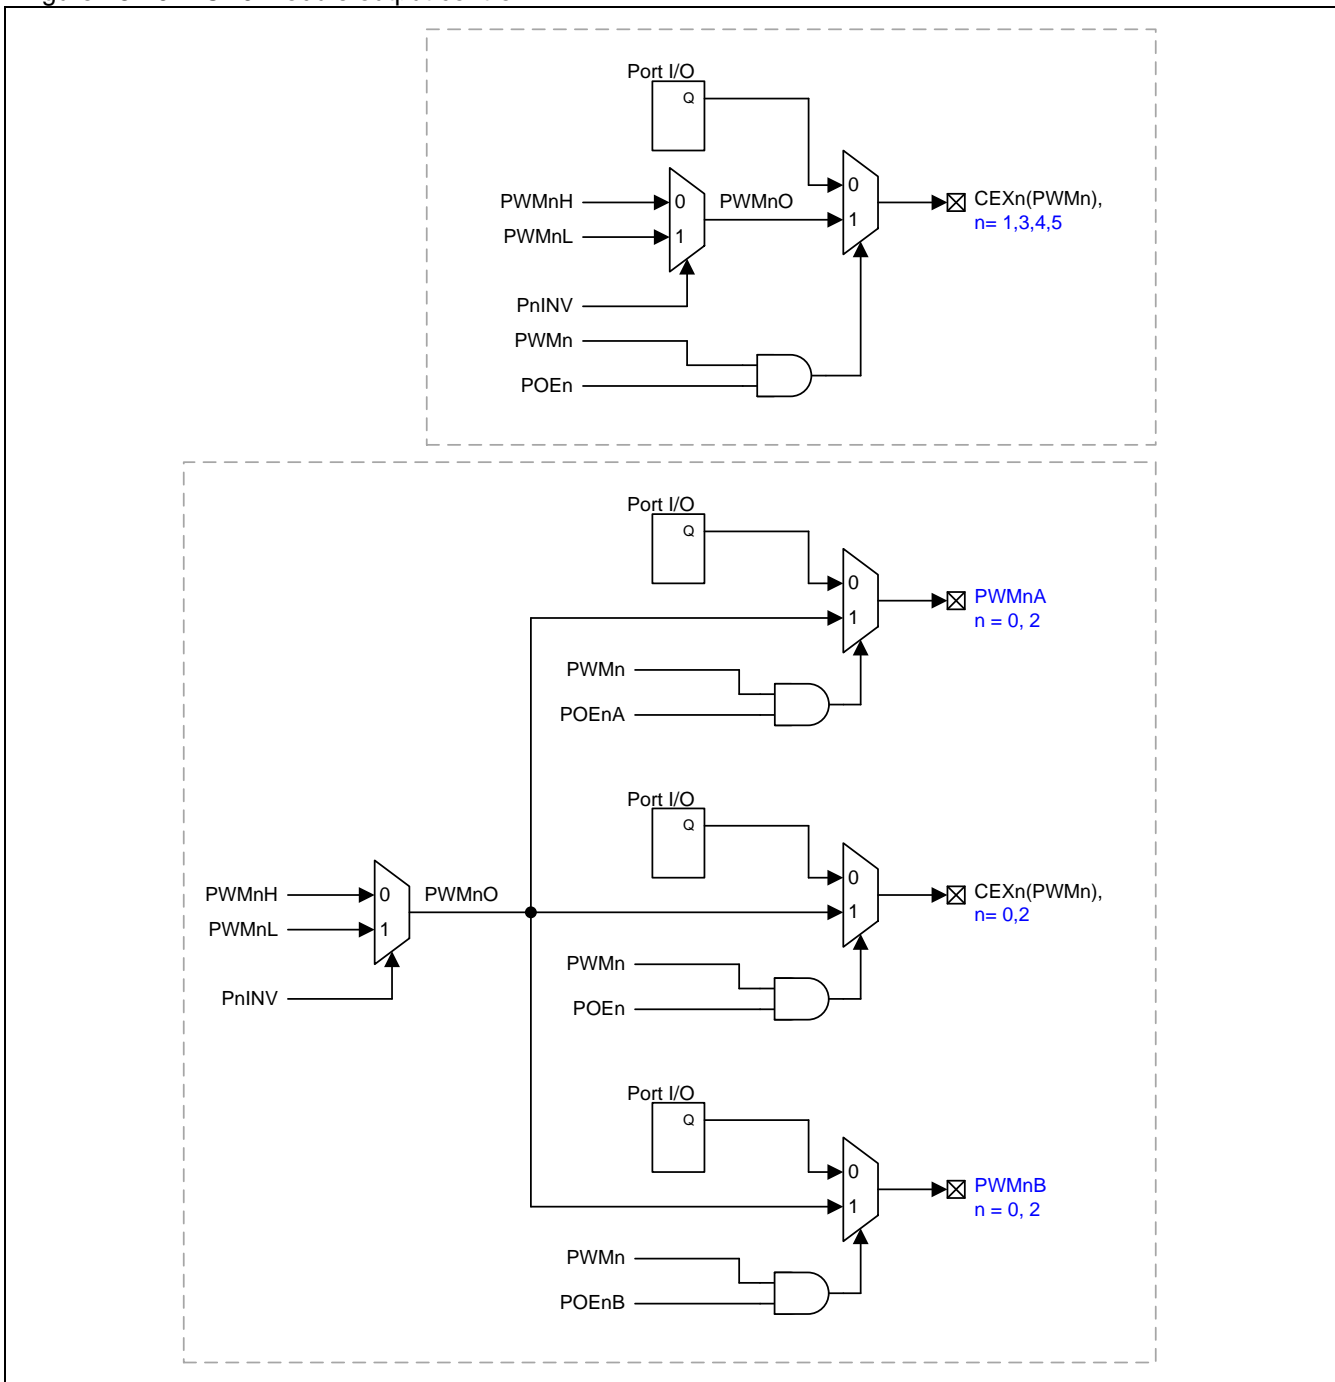 Port I/O
Q
0
PWMnH
0
PWMnO
CEXn(PWMn),
PWMnL
1
1
n= 1,3,4,5
PnINV
PWMn
POEn
Port I/O
Q
0
PWMnA
1
n = 0, 2
PWMn
POEnA
Port I/O
Q
0
PWMnH
0
PWMnO
CEXn(PWMn),
1
n= 0,2
PWMnL
1
PWMn
PnINV
POEn
Port I/O
Q
0
PWMnB
1
n = 0, 2
PWMn
POEnB